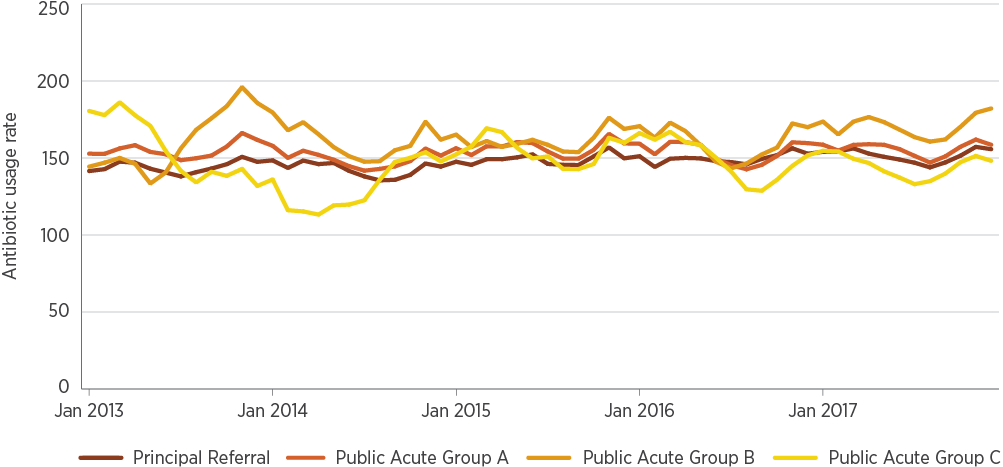 250
200
150
100
50
0
Antibiotic usage rate
Jan 2013 Jan 2014 Jan 2015 Jan 2016 Jan 2017
Principal Referral Public Acute Group A Public Acute Group B Public Acute Group C